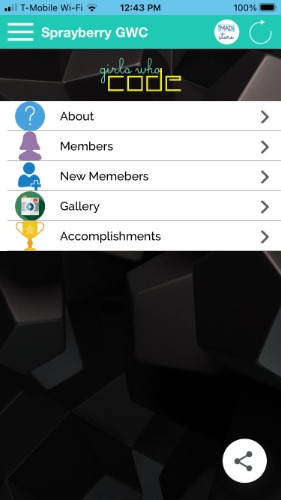 T-Mobile Wi-Fi 12:43 PM 100%
Sprayberry GWC
{MAD}
girls who
code
About
Members
New Memebers
Gallery
Accomplishments